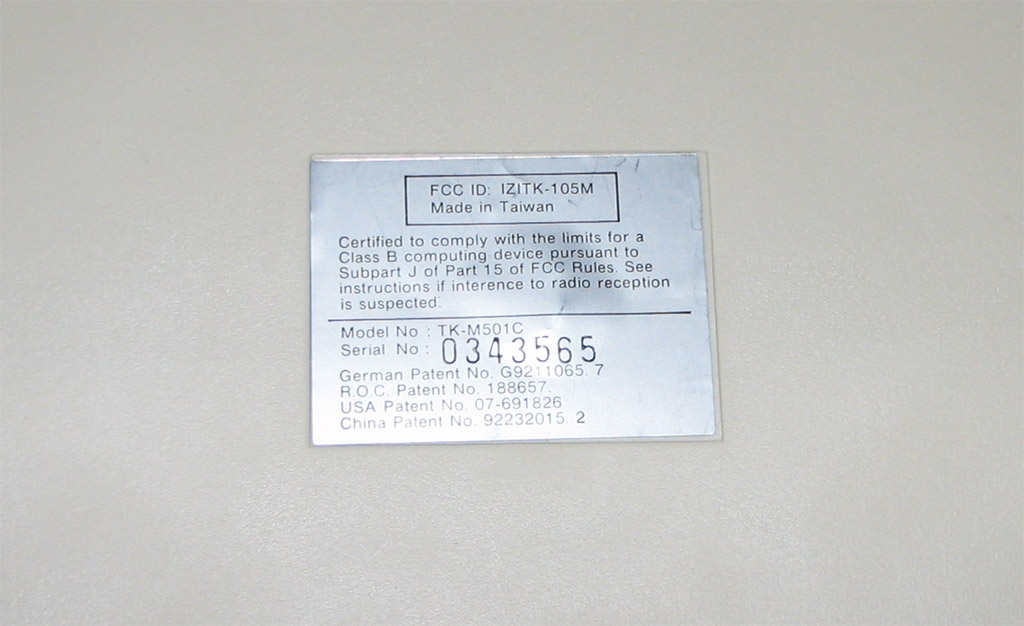 FCC ID: IZITK-105M
Made in Taiwan
Certified to comply with the limits for a
Class B computing device pursuant to
Subpart J of Part 15 of FCC Rules. See
instructions if interence to radio reception
is suspected.
Model No : TK-M501C
Serial No : 0343565
German Patent No. G9211065. 7
R.O.C. Patent No. 188657.
USA Patent No. 07-691826
China Patent No. 92232015. 2